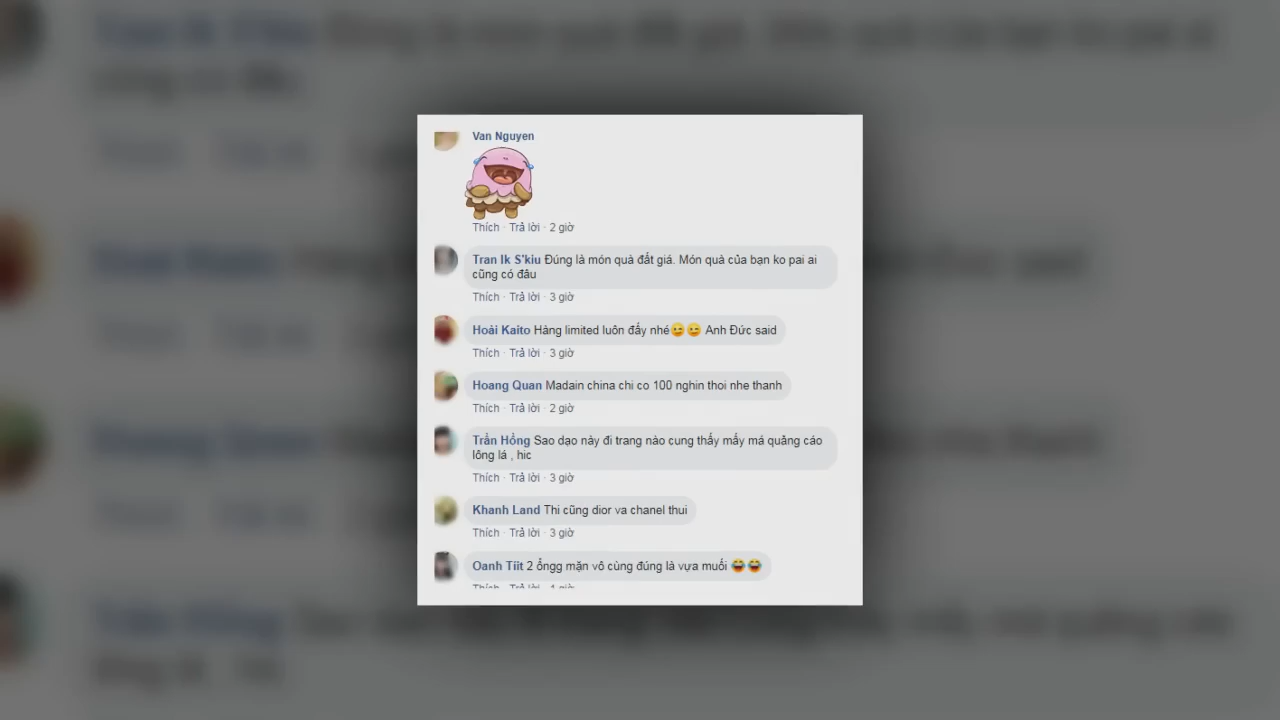 Van Nguyen
Thích · Trả lời · 2 giờ
Tran Ik S'kiu Đúng là món quà đắt giá. Món quà của bạn ko pai ai
cũng có đâu
Thích · Trả lời · 3 giờ
Hoài Kaito Hàng limited luôn đấy nhé😜😜 Anh Đức said
Thích · Trả lời · 3 giờ
Hoang Quan Madain china chi co 100 nghin thoi nhe thanh
Thích · Trả lời · 2 giờ
Trần Hồng Sao dạo này đi trang nào cung thấy mấy má quảng cáo
lông lá , hic
Thích · Trả lời · 3 giờ
Khanh Land Thi cũng dior va chanel thui
Thích · Trả lời · 3 giờ
Oanh Tiit 2 ổngg mặn vô cùng đúng là vựa muối 😂😂
Thích · Trả lời · 1 giờ